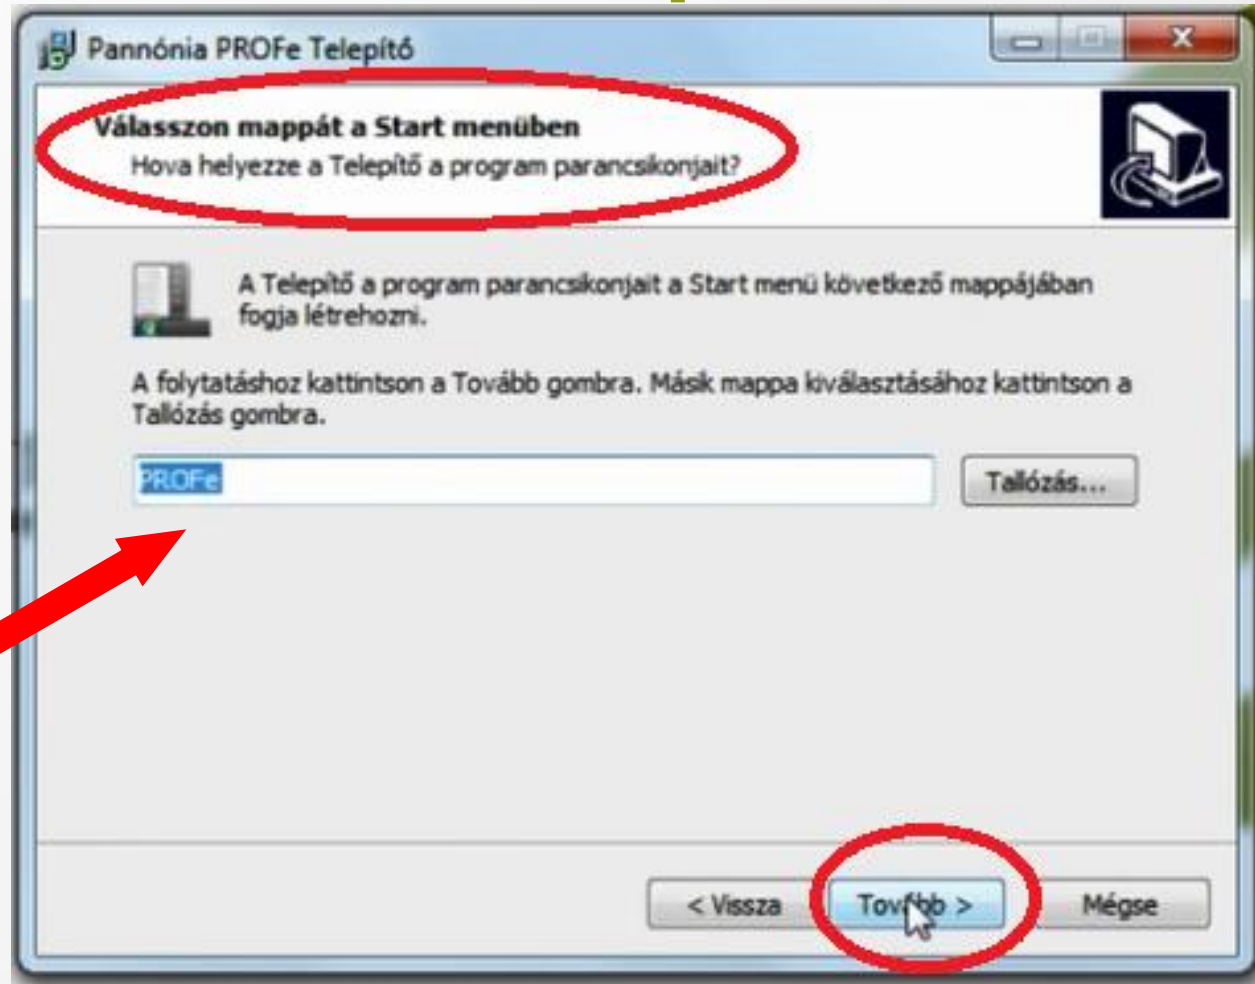 Pannónia PROFe Telepítő
Válasszon mappát a Start menüben
Hova helyezze a Telepítő a program parancsikonjait?
A Telepítő a program parancsikonjait a Start menü következő mappájában
fogja létrehozni.
A folytatáshoz kattintson a Tovább gombra. Másik mappa kiválasztásához kattintson a
Tallózás gombra.
PROFe
Tallózás...
< Vissza
Tovább >
Mégse